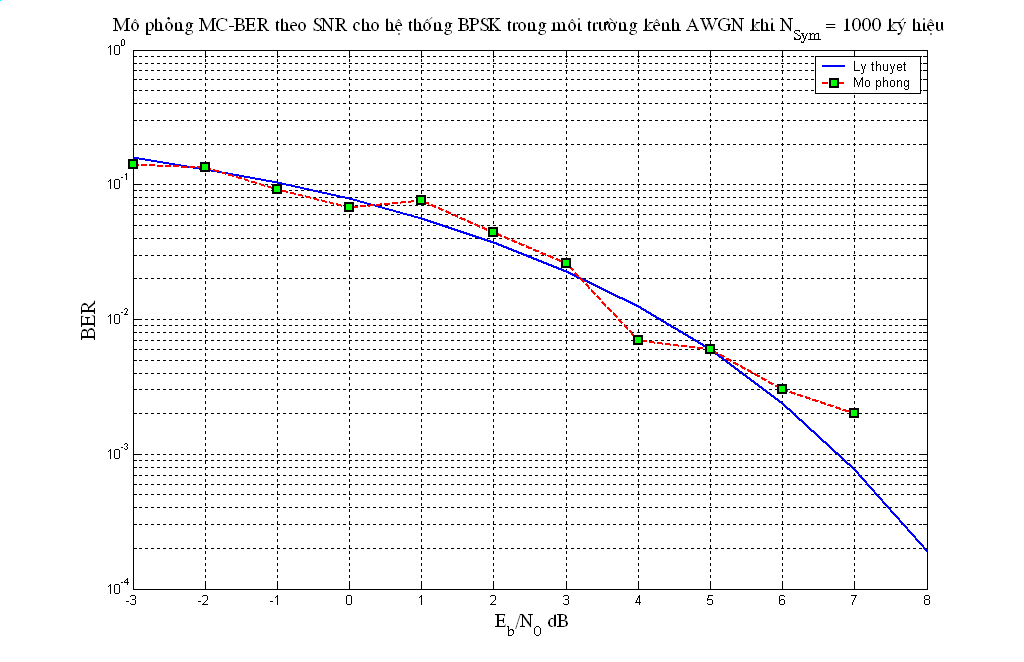 Mô phỏng MC-BER theo SNR cho hệ thống BPSK trong môi trường kênh AWGN khi N_Sym = 1000 ký hiệu
10^0
Ly thuyet
Mo phong
10^-1
10^-2
BER
10^-3
10^-4
-3 -2 -1 0 1 2 3 4 5 6 7 8
E_b/N_0 dB